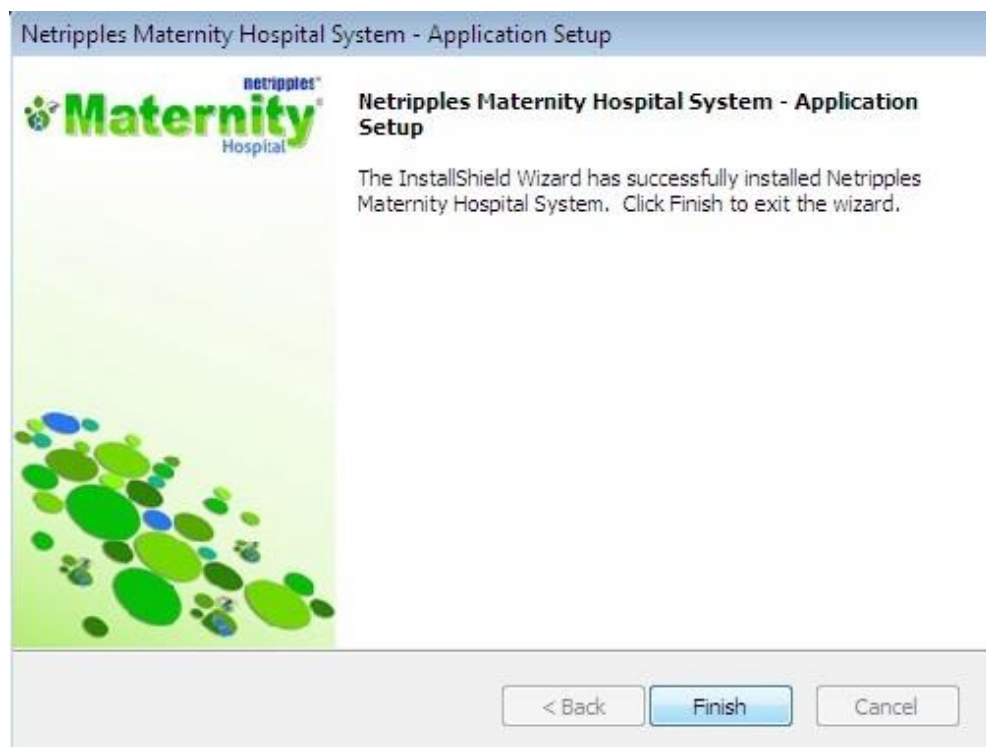 Netripples Maternity Hospital System - Application Setup
netripples
Maternity
Hospital
Netripples Maternity Hospital System - Application
Setup
The InstallShield Wizard has successfully installed Netripples
Maternity Hospital System. Click Finish to exit the wizard.
< Back Finish Cancel